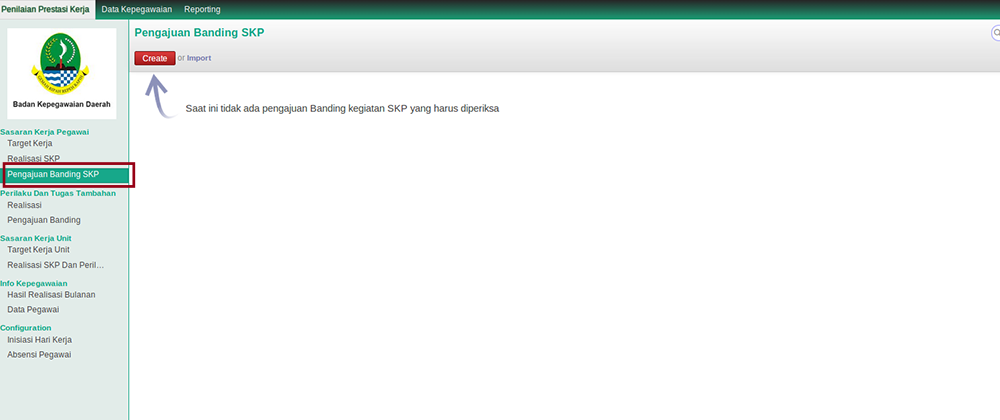 Penilaian Prestasi Kerja Data Kepegawaian Reporting
Badan Kepegawaian Daerah
Sasaran Kerja Pegawai
Target Kerja
Realisasi SKP
Pengajuan Banding SKP
Perilaku Dan Tugas Tambahan
Realisasi
Pengajuan Banding
Sasaran Kerja Unit
Target Kerja Unit
Realisasi SKP Dan Peril...
Info Kepegawaian
Hasil Realisasi Bulanan
Data Pegawai
Configuration
Inisiasi Hari Kerja
Absensi Pegawai
Pengajuan Banding SKP
Create or Import
Saat ini tidak ada pengajuan Banding kegiatan SKP yang harus diperiksa